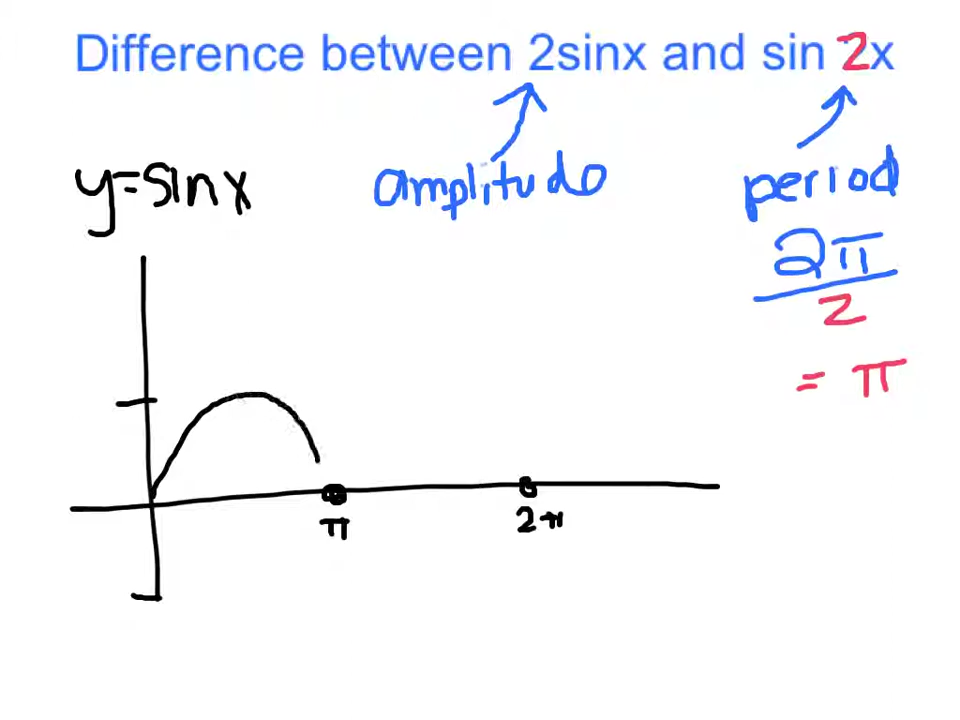 Difference between 2sinx and sin 2x
y=sinx amplitude period
2π
2
= π
π 2π